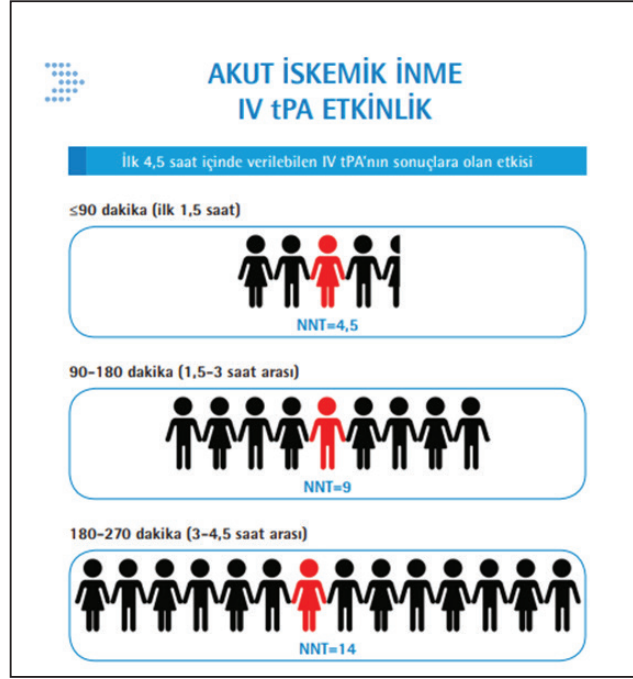 AKUT İSKEMİK İNME
IV tPA ETKİNLİK
İlk 4,5 saat içinde verilebilen IV tPA'nın sonuçlara olan etkisi
≤90 dakika (ilk 1,5 saat)
NNT=4,5
90-180 dakika (1,5-3 saat arası)
NNT=9
180-270 dakika (3-4,5 saat arası)
NNT=14